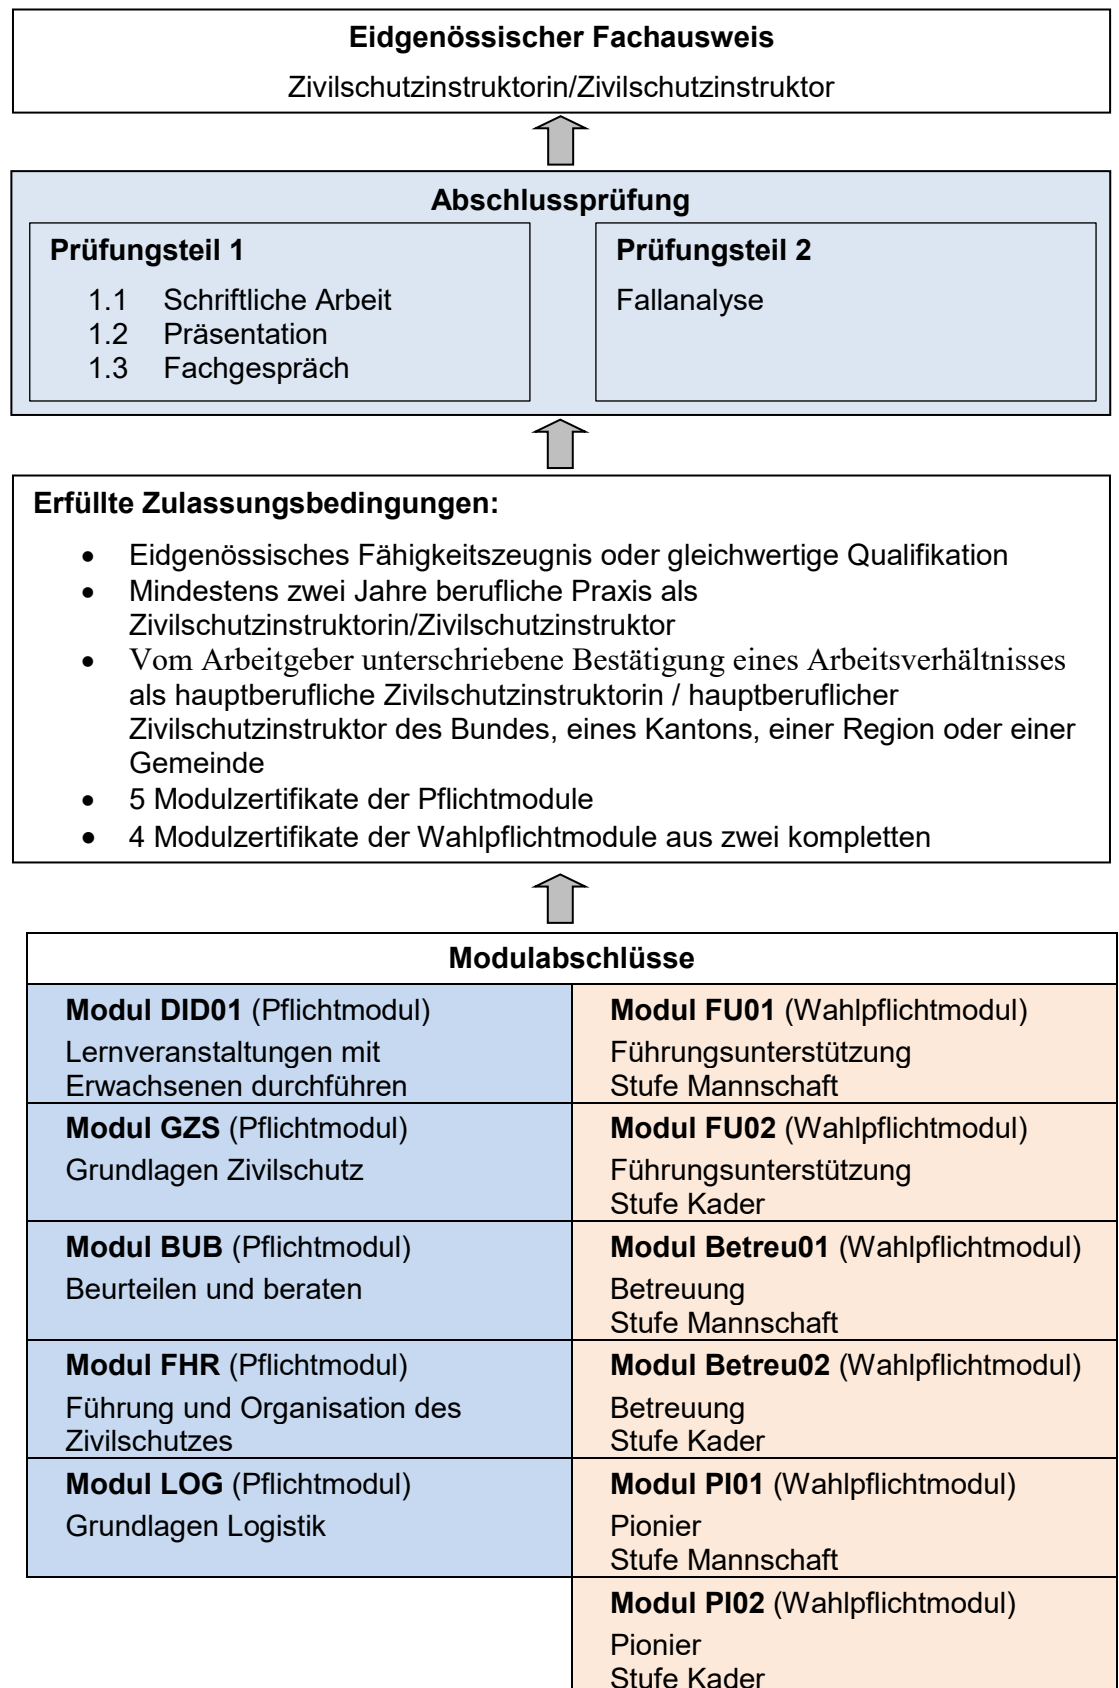 Eidgenössischer Fachausweis
Zivilschutzinstruktorin/Zivilschutzinstruktor
Abschlussprüfung
Prüfungsteil 1
1.1 Schriftliche Arbeit
1.2 Präsentation
1.3 Fachgespräch
Prüfungsteil 2
Fallanalyse
Erfüllte Zulassungsbedingungen:
• Eidgenössisches Fähigkeitszeugnis oder gleichwertige Qualifikation
• Mindestens zwei Jahre berufliche Praxis als
Zivilschutzinstruktorin/Zivilschutzinstruktor
• Vom Arbeitgeber unterschriebene Bestätigung eines Arbeitsverhältnisses
als hauptberufliche Zivilschutzinstruktorin / hauptberuflicher
Zivilschutzinstruktor des Bundes, eines Kantons, einer Region oder einer
Gemeinde
• 5 Modulzertifikate der Pflichtmodule
• 4 Modulzertifikate der Wahlpflichtmodule aus zwei kompletten
Modulabschlüsse
Modul DID01 (Pflichtmodul)
Lernveranstaltungen mit
Erwachsenen durchführen
Modul FU01 (Wahlpflichtmodul)
Führungsunterstützung
Stufe Mannschaft
Modul GZS (Pflichtmodul)
Grundlagen Zivilschutz
Modul FU02 (Wahlpflichtmodul)
Führungsunterstützung
Stufe Kader
Modul BUB (Pflichtmodul)
Beurteilen und beraten
Modul Betreu01 (Wahlpflichtmodul)
Betreuung
Stufe Mannschaft
Modul FHR (Pflichtmodul)
Führung und Organisation des
Zivilschutzes
Modul Betreu02 (Wahlpflichtmodul)
Betreuung
Stufe Kader
Modul LOG (Pflichtmodul)
Grundlagen Logistik
Modul PI01 (Wahlpflichtmodul)
Pionier
Stufe Mannschaft
Modul PI02 (Wahlpflichtmodul)
Pionier
Stufe Kader